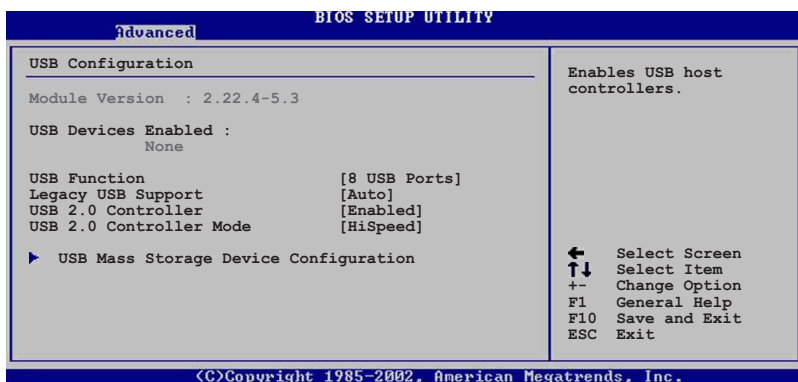 BIOS SETUP UTILITY
Advanced
USB Configuration
Module Version : 2.22.4-5.3
USB Devices Enabled :
None
USB Function [8 USB Ports]
Legacy USB Support [Auto]
USB 2.0 Controller [Enabled]
USB 2.0 Controller Mode [HiSpeed]
USB Mass Storage Device Configuration
Enables USB host
controllers.
Select Screen
Select Item
+- Change Option
F1 General Help
F10 Save and Exit
ESC Exit
(C)Copyright 1985-2002, American Megatrends, Inc.